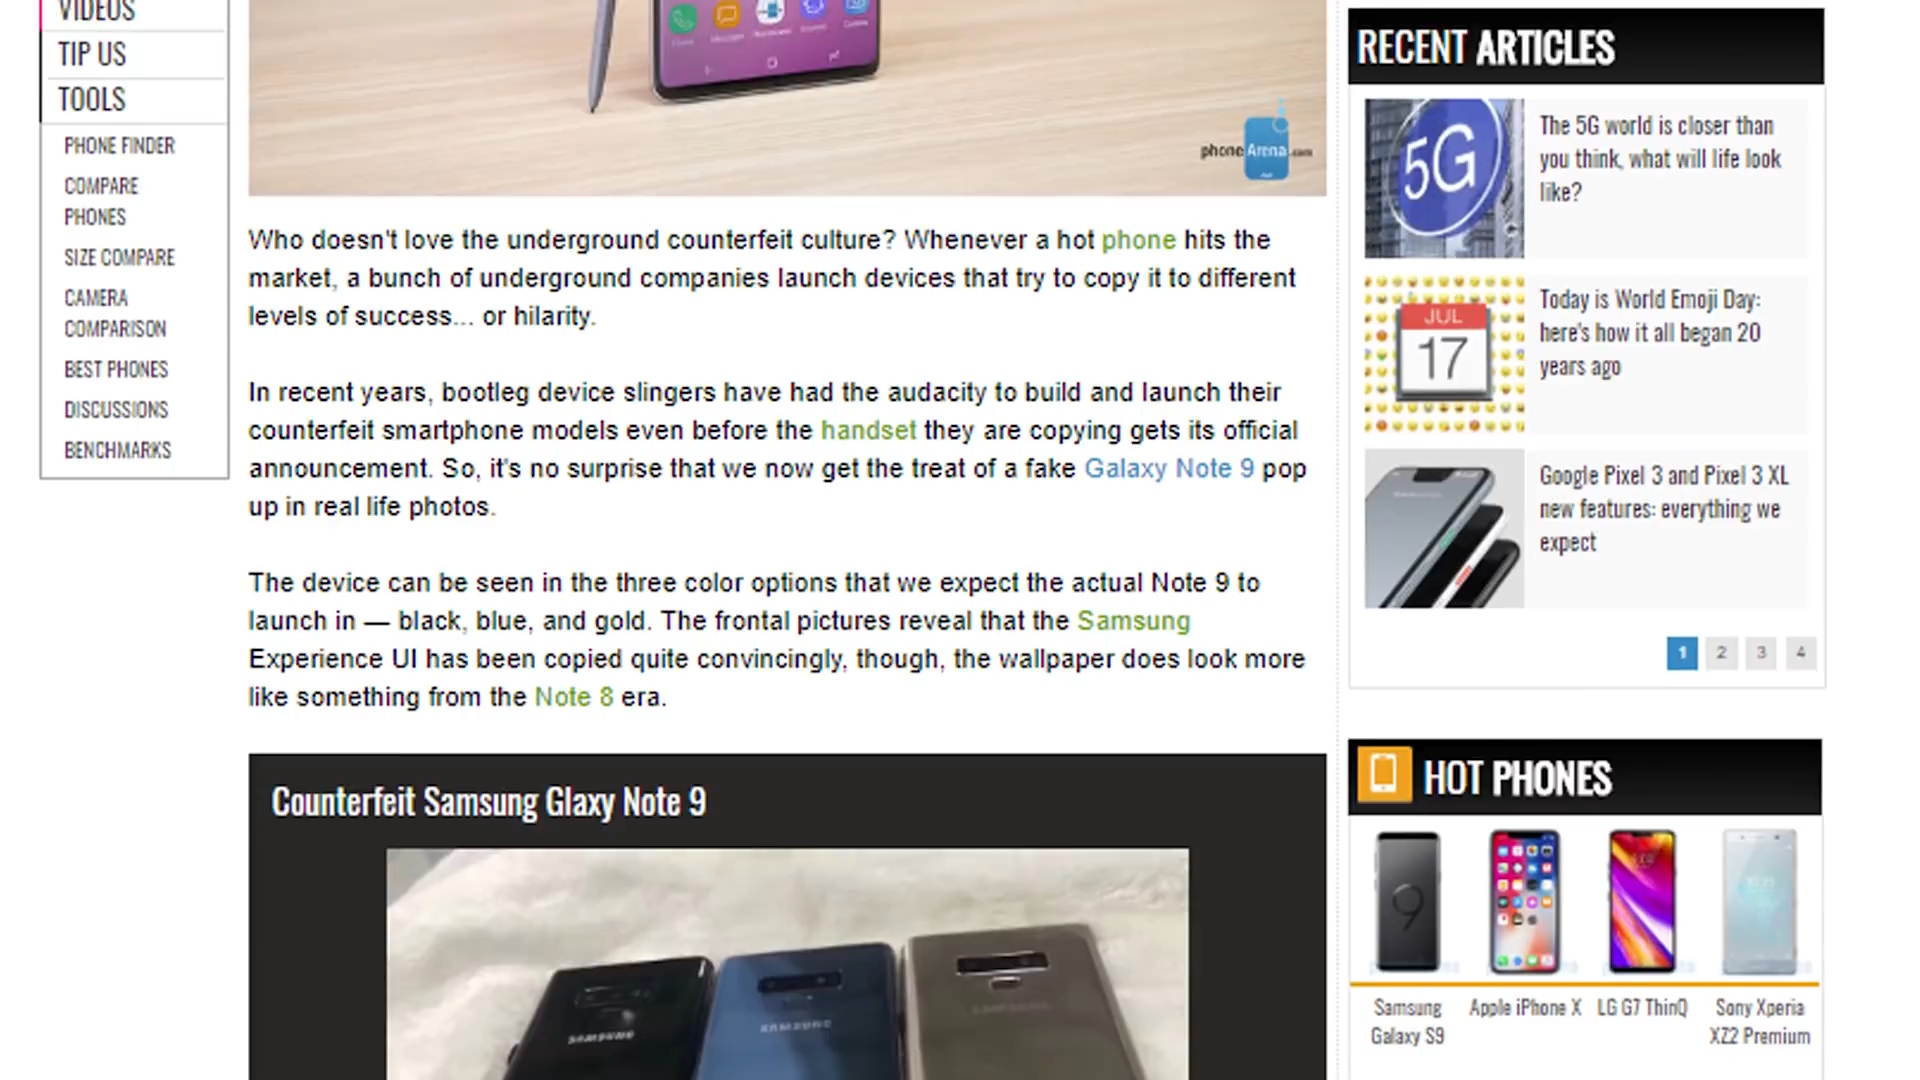 VIDEOS
TIP US
TOOLS
PHONE FINDER
COMPARE
PHONES
SIZE COMPARE
CAMERA
COMPARISON
BEST PHONES
DISCUSSIONS
BENCHMARKS
phoneArena.com
Who doesn't love the underground counterfeit culture? Whenever a hot phone hits the
market, a bunch of underground companies launch devices that try to copy it to different
levels of success... or hilarity.
In recent years, bootleg device slingers have had the audacity to build and launch their
counterfeit smartphone models even before the handset they are copying gets its official
announcement. So, it's no surprise that we now get the treat of a fake Galaxy Note 9 pop
up in real life photos.
The device can be seen in the three color options that we expect the actual Note 9 to
launch in — black, blue, and gold. The frontal pictures reveal that the Samsung
Experience UI has been copied quite convincingly, though, the wallpaper does look more
like something from the Note 8 era.
Counterfeit Samsung Glaxy Note 9
SAMSUNG
SAMSUNG
SAMSUNG
RECENT ARTICLES
5G
The 5G world is closer than
you think, what will life look
like?
JUL
17
Today is World Emoji Day:
here's how it all began 20
years ago
Google Pixel 3 and Pixel 3 XL
new features: everything we
expect
1 2 3 4
HOT PHONES
9
Samsung
Galaxy S9
Apple iPhone X
LG G7 ThinQ
Sony Xperia
XZ2 Premium